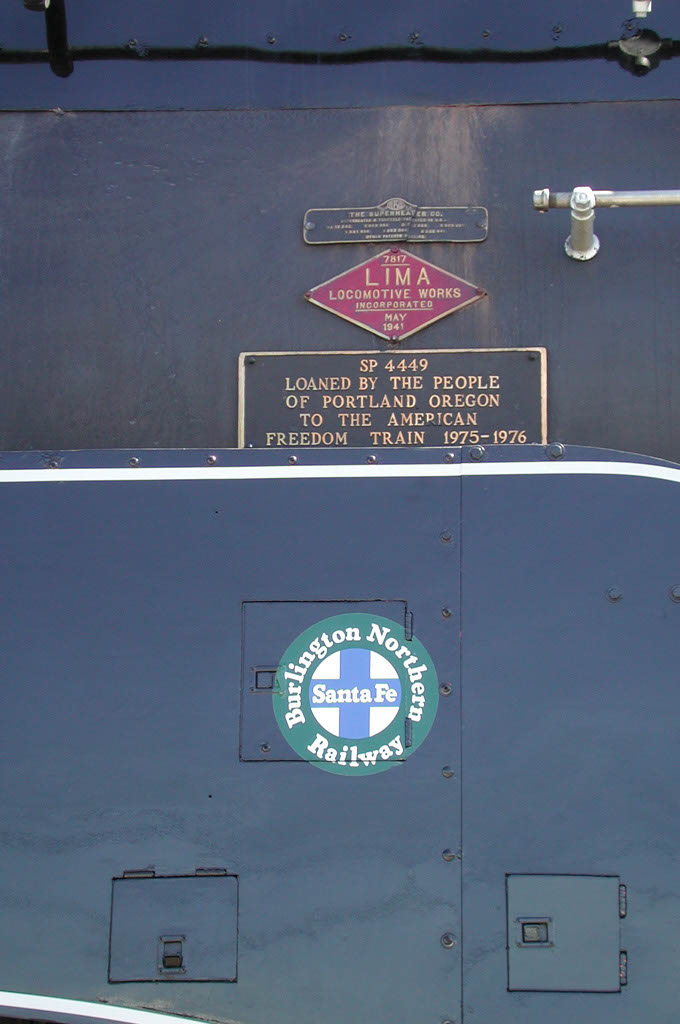 THE SUPERHEATER CO.
7817
LIMA
LOCOMOTIVE WORKS
INCORPORATED
MAY
1941
SP 4449
LOANED BY THE PEOPLE
OF PORTLAND OREGON
TO THE AMERICAN
FREEDOM TRAIN 1975-1976
Burlington Northern
Santa Fe
Railway